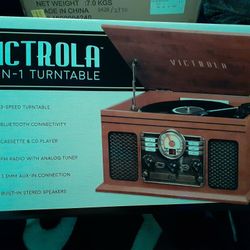 NET WEIGHT :7.0 KGS
MADE IN CHINA
VICTROLA
-IN-1 TURNTABLE
VICTROLA
3-SPEED TURNTABLE
BLUETOOTH CONNECTIVITY
CASSETTE & CD PLAYER
FM RADIO WITH ANALOG TUNER
3.5MM AUX-IN CONNECTION
BUILT-IN STEREO SPEAKERS